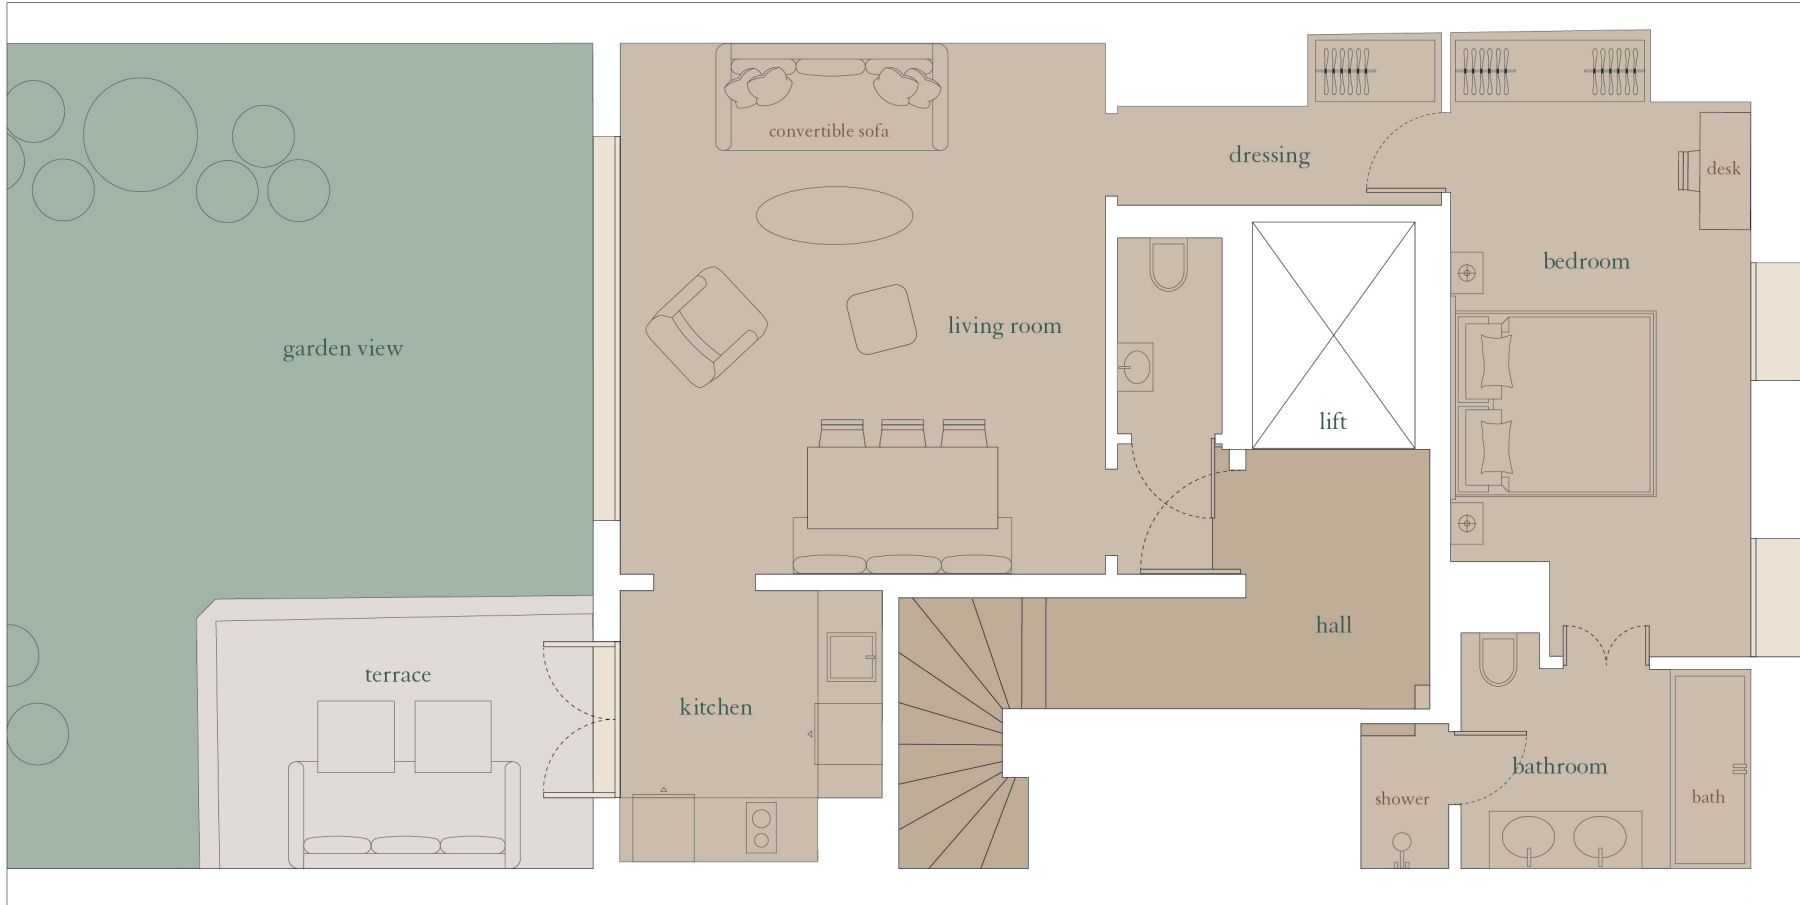 convertible sofa
dressing
desk
bedroom
living room
garden view
lift
hall
terrace
kitchen
bathroom
shower
bath